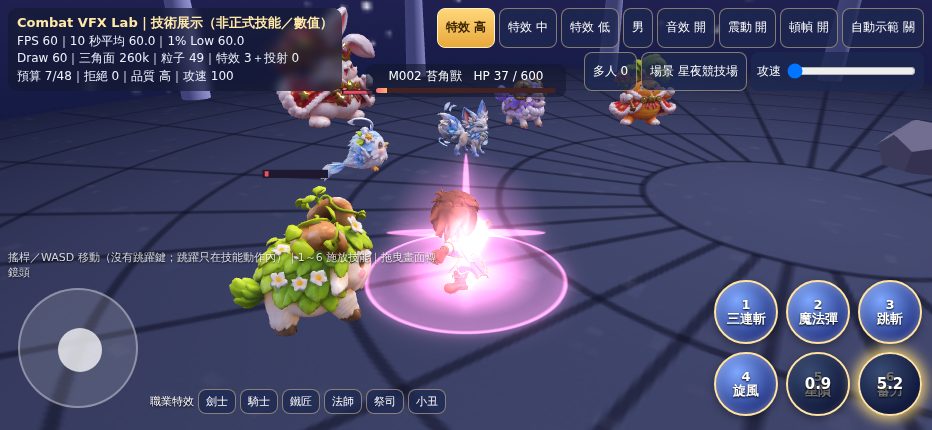 Combat VFX Lab｜技術展示（非正式技能／數值）
FPS 60｜10 秒平均 60.0｜1% Low 60.0
Draw 60｜三角面 260k｜粒子 49｜特效 3＋投射 0
預算 7/48｜拒絕 0｜品質 高｜攻速 100
特效 高
特效 中
特效 低
男
音效 開
震動 開
頓幀 開
自動示範 關
多人 0
場景 星夜競技場
攻速
M002 苔角獸 HP 37 / 600
搖桿／WASD 移動（沒有跳躍鍵；跳躍只在技能動作內）｜1～6 施放技能｜拖曳畫面轉
鏡頭
1
三連斬
2
魔法彈
3
跳斬
4
旋風
0.9
5.2
職業特效
劍士
騎士
鐵匠
法師
祭司
小丑